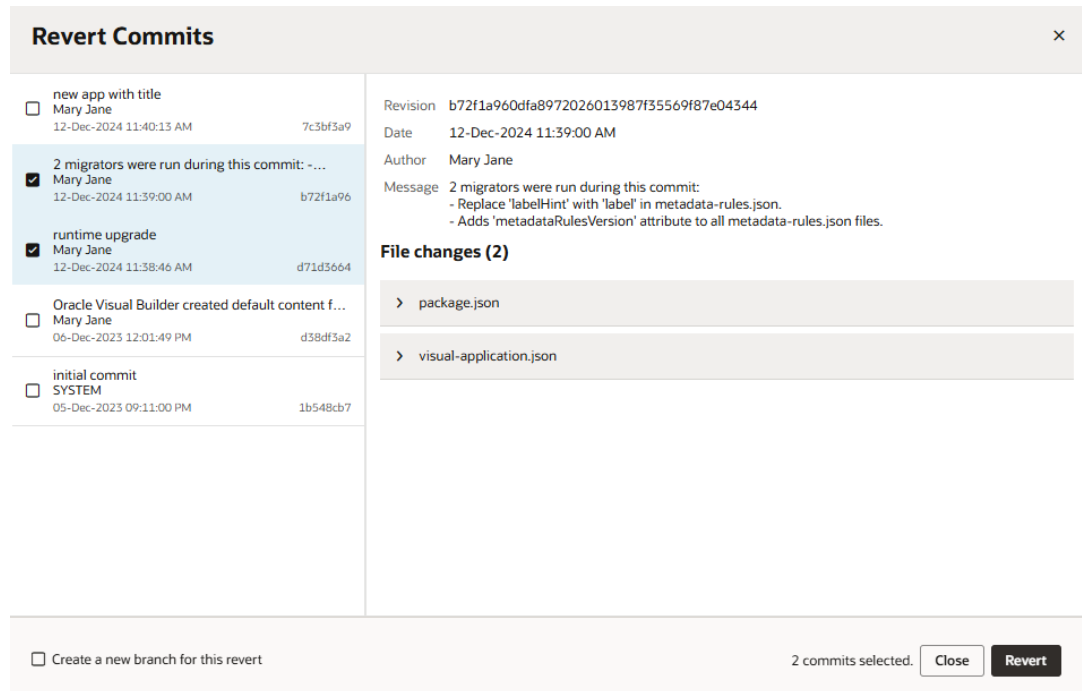 Revert Commits
new app with title
Mary Jane
12-Dec-2024 11:40:13 AM 7c3bf3a9
2 migrators were run during this commit: -...
Mary Jane
12-Dec-2024 11:39:00 AM b72f1a96
runtime upgrade
Mary Jane
12-Dec-2024 11:38:46 AM d71d3664
Oracle Visual Builder created default content f...
Mary Jane
06-Dec-2023 12:01:49 PM d38df3a2
initial commit
SYSTEM
05-Dec-2023 09:11:00 PM 1b548cb7
Revision b72f1a960dfa8972026013987f35569f87e04344
Date 12-Dec-2024 11:39:00 AM
Author Mary Jane
Message 2 migrators were run during this commit:
- Replace 'labelHint' with 'label' in metadata-rules.json.
- Adds 'metadataRulesVersion' attribute to all metadata-rules.json files.
File changes (2)
package.json
visual-application.json
Create a new branch for this revert
2 commits selected. Close Revert